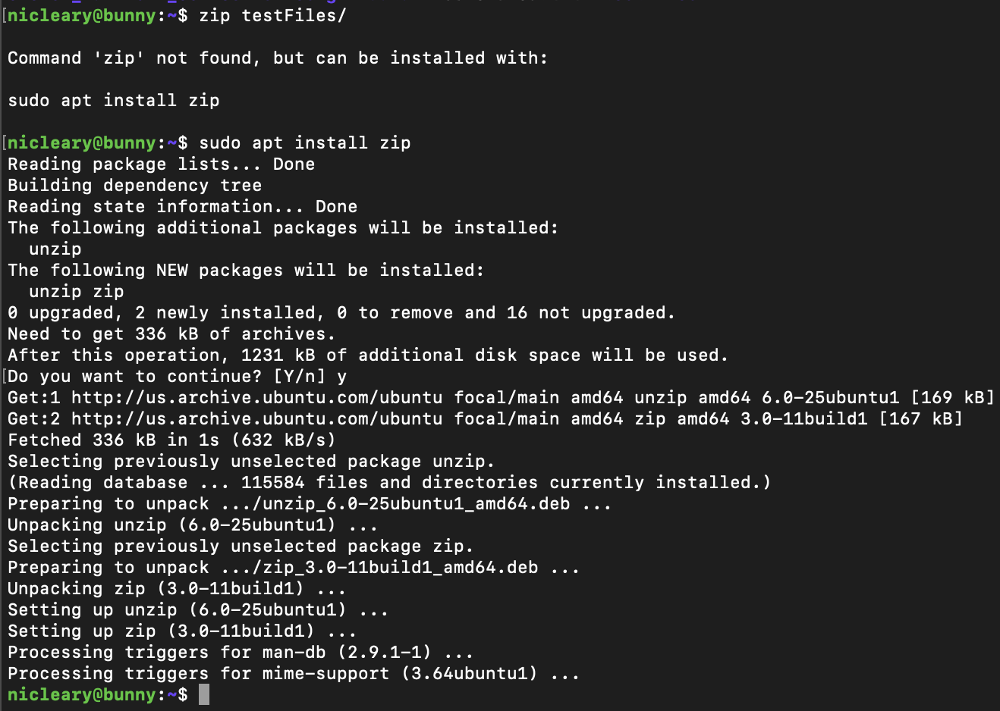 nicleary@bunny:~$ zip testFiles/
Command 'zip' not found, but can be installed with:
sudo apt install zip
nicleary@bunny:~$ sudo apt install zip
Reading package lists... Done
Building dependency tree
Reading state information... Done
The following additional packages will be installed:
  unzip
The following NEW packages will be installed:
  unzip zip
0 upgraded, 2 newly installed, 0 to remove and 16 not upgraded.
Need to get 336 kB of archives.
After this operation, 1231 kB of additional disk space will be used.
Do you want to continue? [Y/n] y
Get:1 http://us.archive.ubuntu.com/ubuntu focal/main amd64 unzip amd64 6.0-25ubuntu1 [169 kB]
Get:2 http://us.archive.ubuntu.com/ubuntu focal/main amd64 zip amd64 3.0-11build1 [167 kB]
Fetched 336 kB in 1s (632 kB/s)
Selecting previously unselected package unzip.
(Reading database ... 115584 files and directories currently installed.)
Preparing to unpack .../unzip_6.0-25ubuntu1_amd64.deb ...
Unpacking unzip (6.0-25ubuntu1) ...
Selecting previously unselected package zip.
Preparing to unpack .../zip_3.0-11build1_amd64.deb ...
Unpacking zip (3.0-11build1) ...
Setting up unzip (6.0-25ubuntu1) ...
Setting up zip (3.0-11build1) ...
Processing triggers for man-db (2.9.1-1) ...
Processing triggers for mime-support (3.64ubuntu1) ...
nicleary@bunny:~$